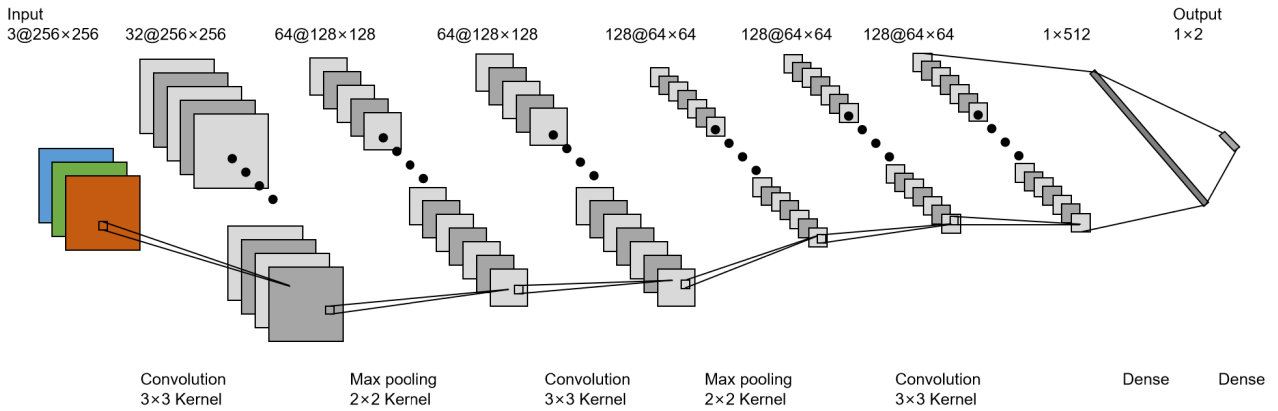 Input
3@256×256
32@256×256
64@128×128
64@128×128
128@64×64
128@64×64
128@64×64
1×512
Output
1×2
Convolution
3×3 Kernel
Max pooling
2×2 Kernel
Convolution
3×3 Kernel
Max pooling
2×2 Kernel
Convolution
3×3 Kernel
Dense
Dense